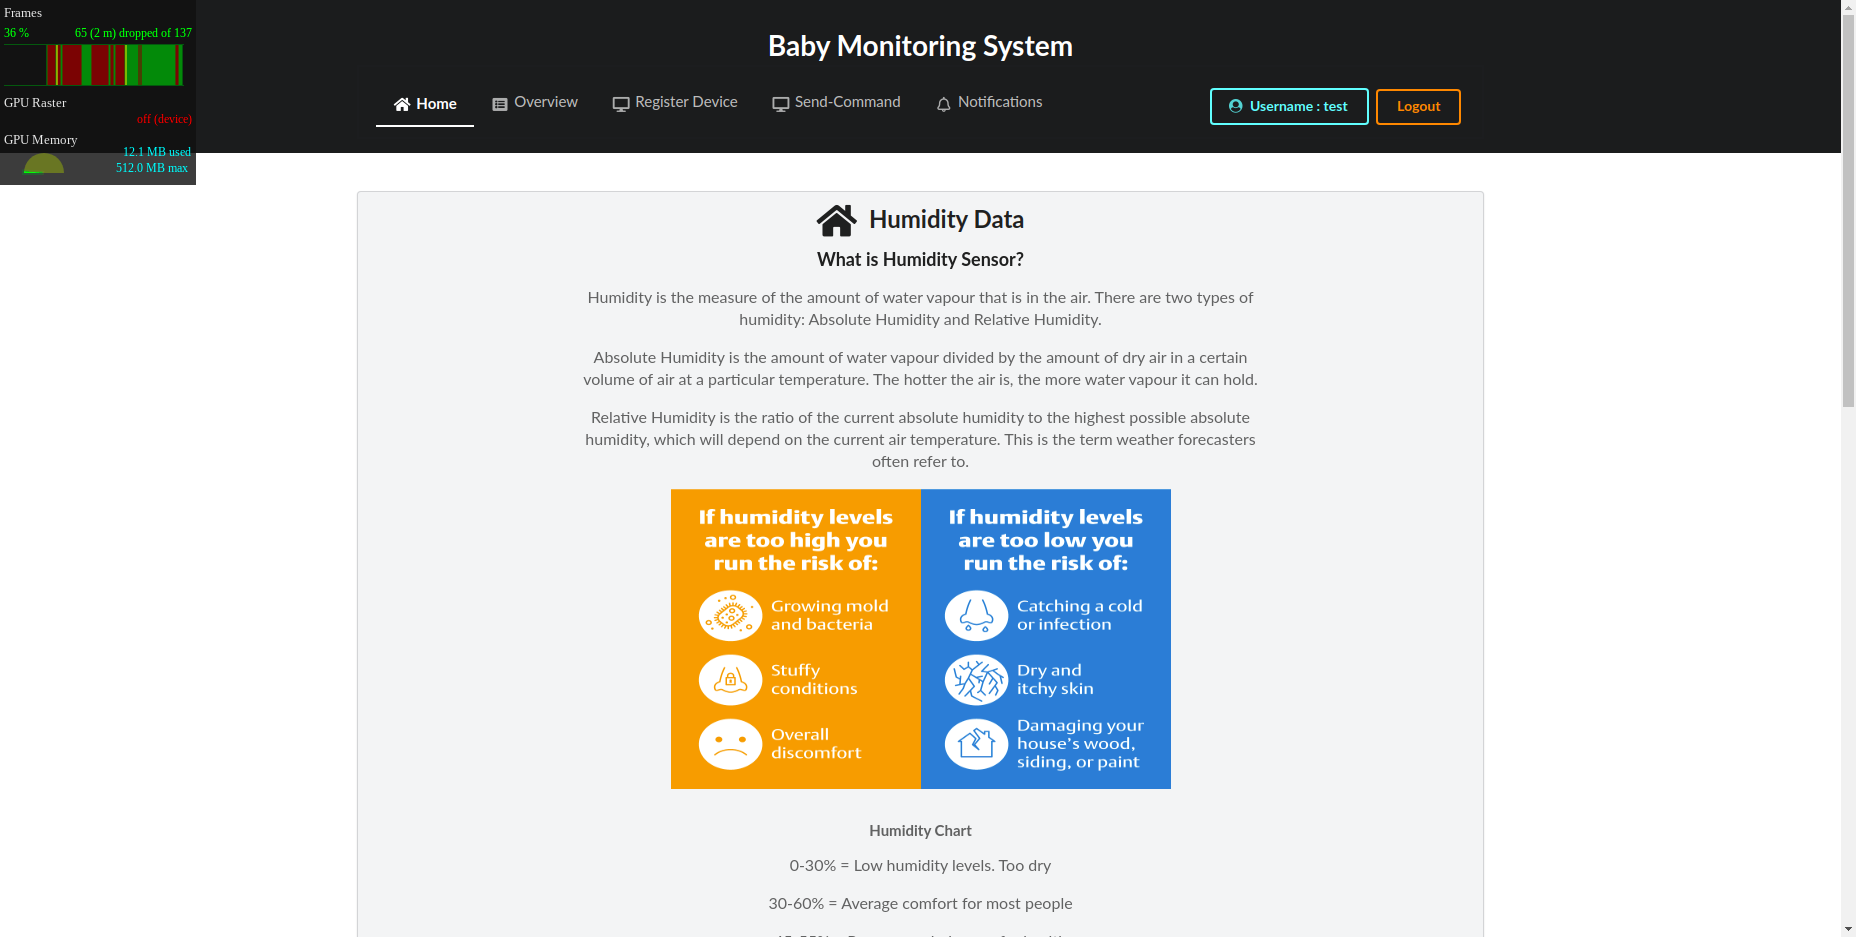 Frames
36 %
65 (2 m) dropped of 137
GPU Raster
off (device)
GPU Memory
12.1 MB used
512.0 MB max
Baby Monitoring System
Home
Overview
Register Device
Send-Command
Notifications
Username : test
Logout
Humidity Data
What is Humidity Sensor?
Humidity is the measure of the amount of water vapour that is in the air. There are two types of
humidity: Absolute Humidity and Relative Humidity.
Absolute Humidity is the amount of water vapour divided by the amount of dry air in a certain
volume of air at a particular temperature. The hotter the air is, the more water vapour it can hold.
Relative Humidity is the ratio of the current absolute humidity to the highest possible absolute
humidity, which will depend on the current air temperature. This is the term weather forecasters
often refer to.
If humidity levels
are too high you
run the risk of:
Growing mold
and bacteria
Stuffy
conditions
Overall
discomfort
If humidity levels
are too low you
run the risk of:
Catching a cold
or infection
Dry and
itchy skin
Damaging your
house's wood,
siding, or paint
Humidity Chart
0-30% = Low humidity levels. Too dry
30-60% = Average comfort for most people